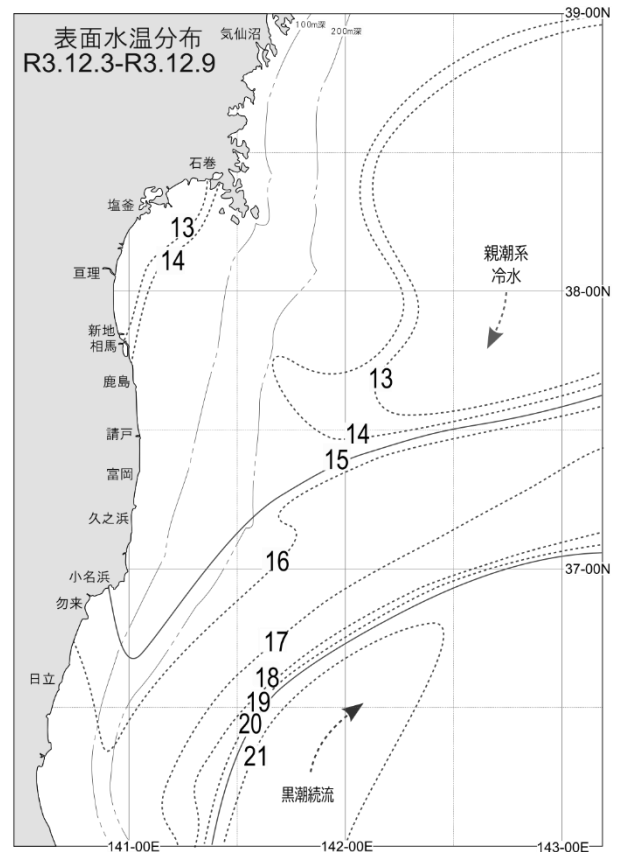 表面水温分布
R3.12.3-R3.12.9
気仙沼
100m深
200m深
39-00N
石巻
塩釜
13
14
亘理
親潮系
冷水
38-00N
新地
相馬
鹿島
13
14
請戸
15
富岡
久之浜
16
小名浜
37-00N
勿来
17
日立
18
19
20
21
黒潮続流
141-00E
142-00E
143-00E